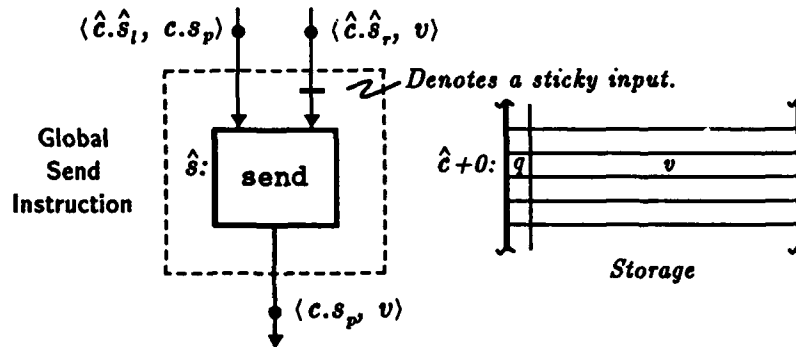 ⟨ĉ.ŝ_l, c.s_p⟩ ⟨ĉ.ŝ_r, v⟩
Denotes a sticky input.
Global
Send
Instruction
ŝ:
send
ĉ+0: q v
Storage
⟨c.s_p, v⟩